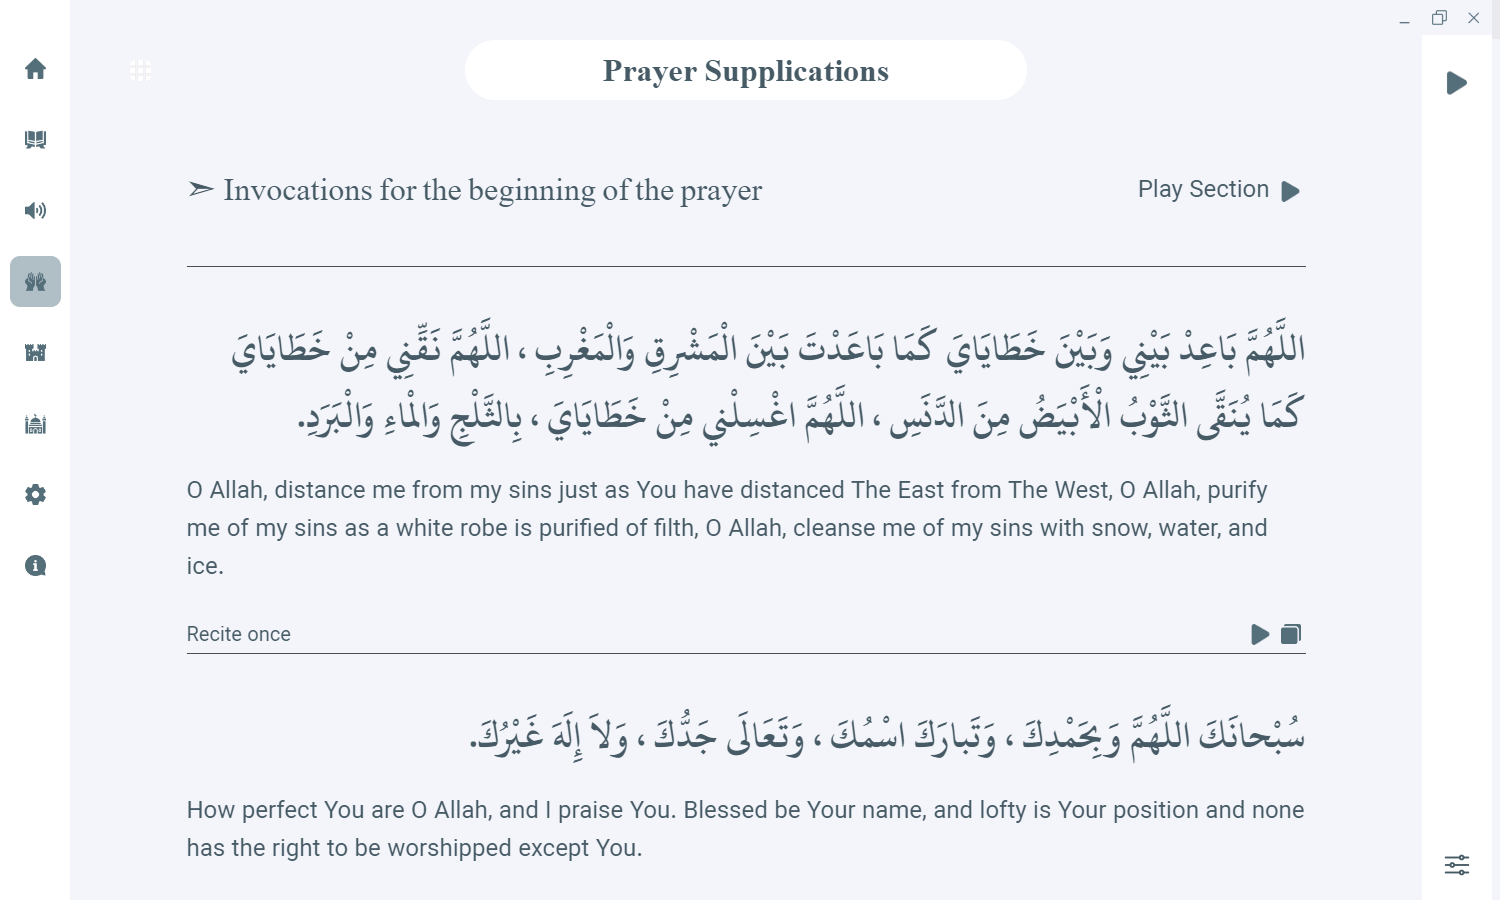 Prayer Supplications
➣ Invocations for the beginning of the prayer
Play Section
اللَّهُمَّ بَاعِدْ بَيْنِي وَبَيْنَ خَطَايَايَ كَمَا بَاعَدْتَ بَيْنَ الْمَشْرِقِ وَالْمَغْرِبِ ، اللَّهُمَّ نَقِّنِي مِنْ خَطَايَايَ
كَمَا يُنَقَّى الثَّوْبُ الْأَبْيَضُ مِنَ الدَّنَسِ ، اللَّهُمَّ اغْسِلْني مِنْ خَطَايَايَ ، بِالثَّلْجِ وَالْماءِ وَالْبَرَدِ.
O Allah, distance me from my sins just as You have distanced The East from The West, O Allah, purify
me of my sins as a white robe is purified of filth, O Allah, cleanse me of my sins with snow, water, and
ice.
Recite once
سُبْحانَكَ اللَّهُمَّ وَبِحَمْدِكَ ، وَتَبارَكَ اسْمُكَ ، وَتَعَالَى جَدُّكَ ، وَلاَ إِلَهَ غَيْرُكَ.
How perfect You are O Allah, and I praise You. Blessed be Your name, and lofty is Your position and none
has the right to be worshipped except You.